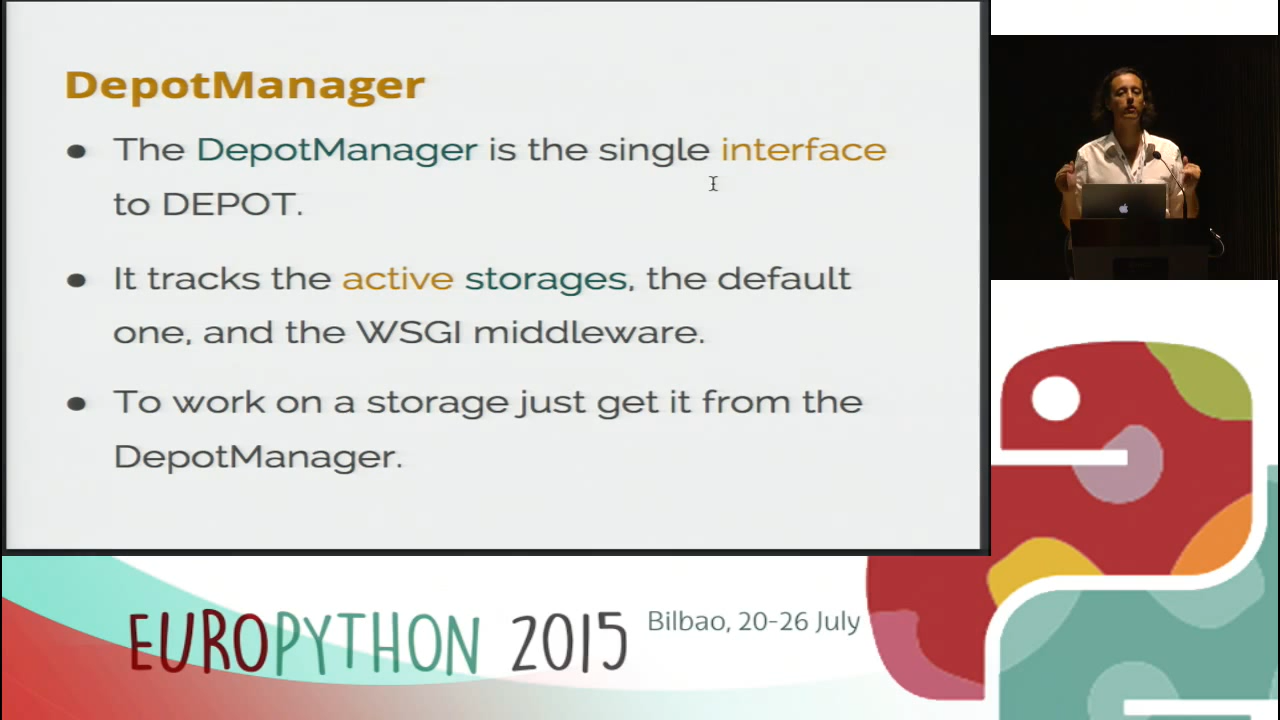 DepotManager
● The DepotManager is the single interface
to DEPOT.
● It tracks the active storages, the default
one, and the WSGI middleware.
● To work on a storage just get it from the
DepotManager.
EUROPYTHON 2015
Bilbao, 20-26 July